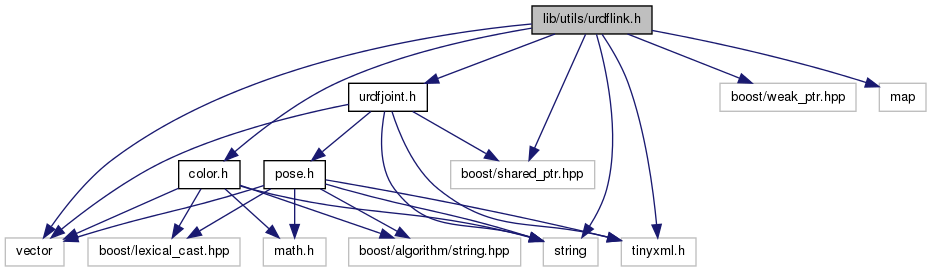 lib/utils/urdflink.h
urdfjoint.h
boost/weak_ptr.hpp
map
color.h
pose.h
boost/shared_ptr.hpp
vector
boost/lexical_cast.hpp
math.h
boost/algorithm/string.hpp
string
tinyxml.h